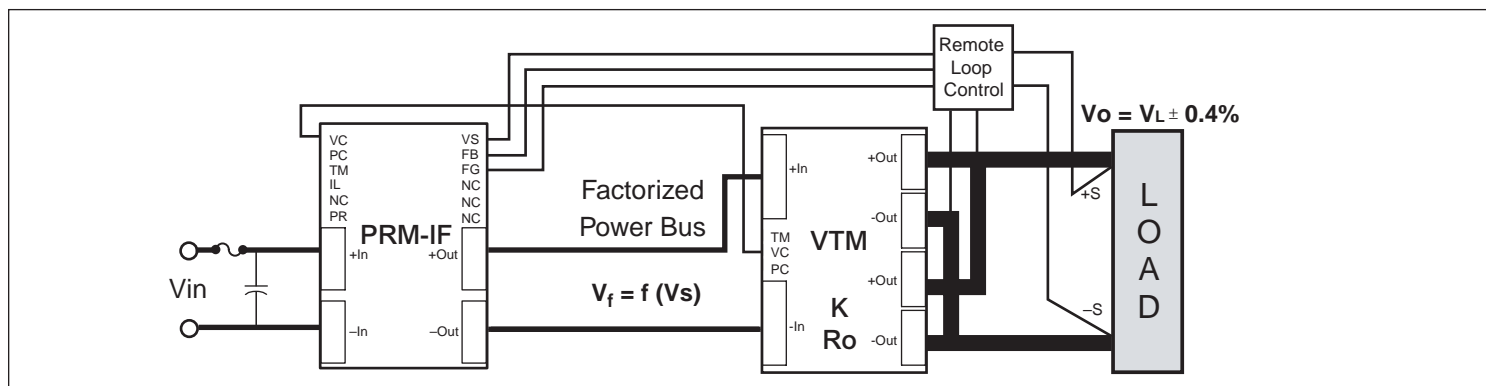 Remote
Loop
Control
Vo = VL ± 0.4%
VC
PC
TM
IL
NC
PR
VS
FB
FG
NC
NC
NC
PRM-IF
+In
+Out
–In
–Out
Vin
Factorized
Power Bus
Vf = f (Vs)
+In
TM
VC
PC
-In
VTM
K
Ro
+Out
-Out
+Out
-Out
+S
–S
L
O
A
D